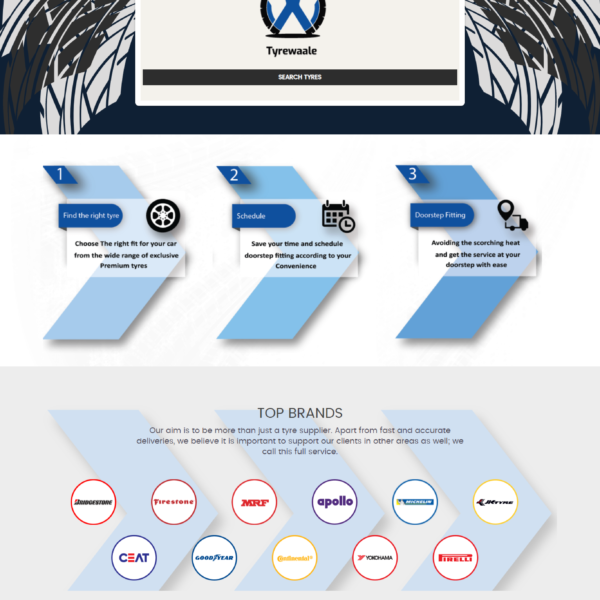 Tyrewaale
SEARCH TYRES
1
Find the right tyre
Choose The right fit for your car
from the wide range of exclusive
Premium tyres
2
Schedule
Save your time and schedule
doorstep fitting according to your
Convenience
3
Doorstep Fitting
Avoiding the scorching heat
and get the service at your
doorstep with ease
TOP BRANDS
Our aim is to be more than just a tyre supplier. Apart from fast and accurate
deliveries, we believe it is important to support our clients in other areas as well; we
call this full service.
BRIDGESTONE
Firestone
MRF
apollo
MICHELIN
JK TYRE
CEAT
GOODYEAR
Continental
YOKOHAMA
PIRELLI